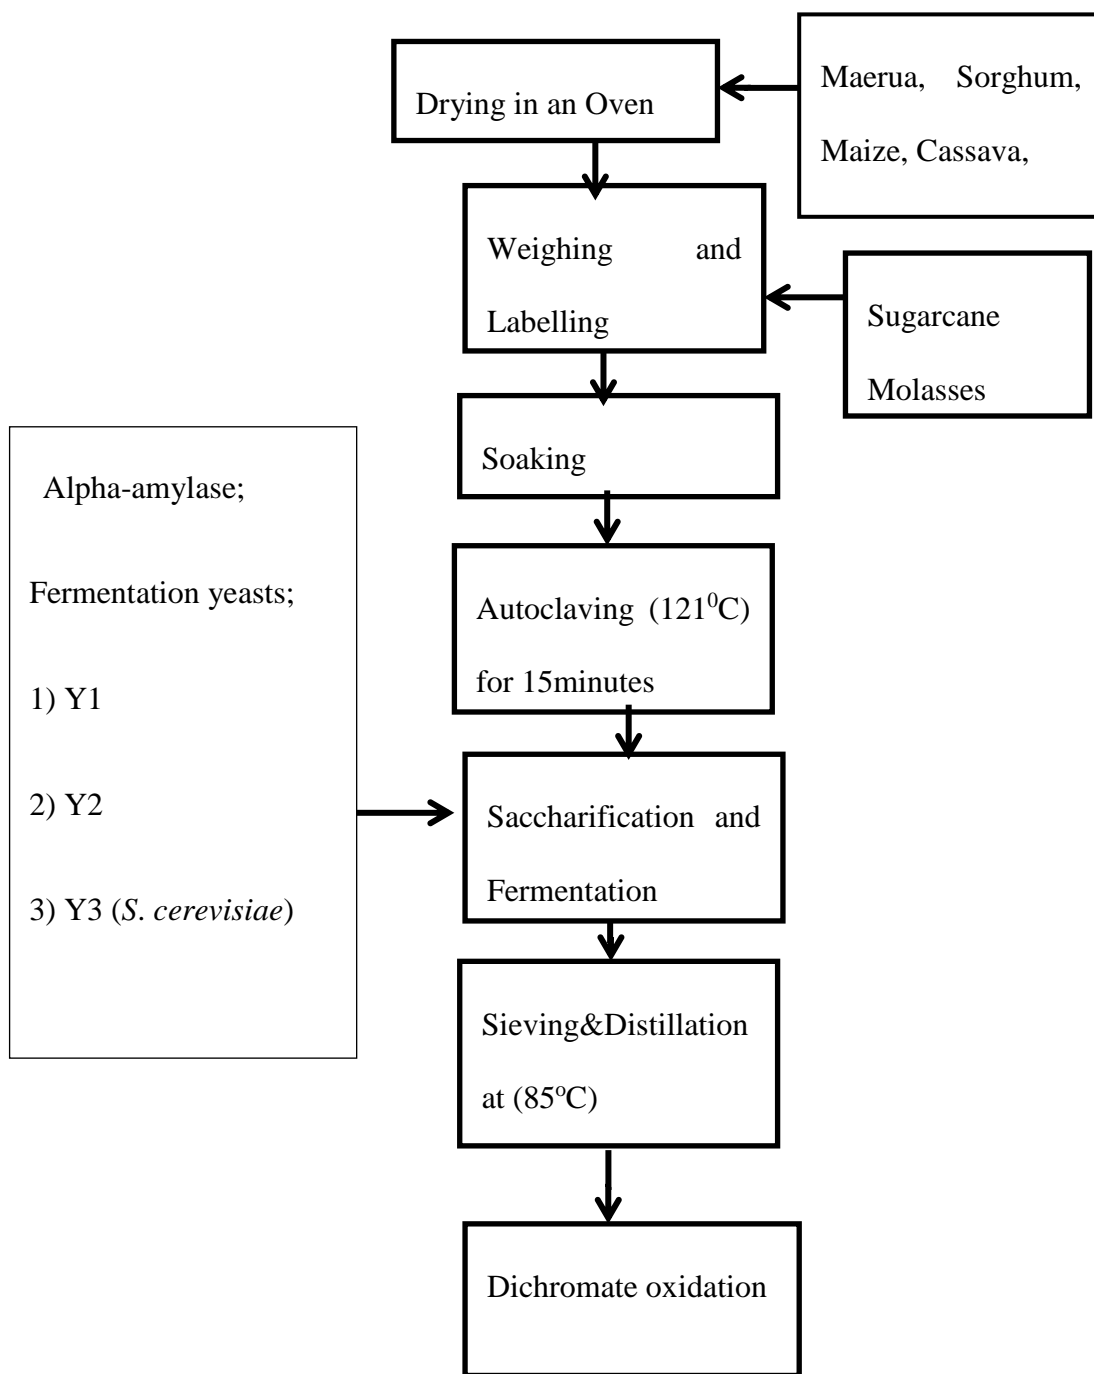 Drying in an Oven
Maerua, Sorghum,
Maize, Cassava,
Weighing and
Labelling
Sugarcane
Molasses
Soaking
Alpha-amylase;
Fermentation yeasts;
1) Y1
2) Y2
3) Y3 (S. cerevisiae)
Autoclaving (121⁰C)
for 15minutes
Saccharification and
Fermentation
Sieving&Distillation
at (85ºC)
Dichromate oxidation